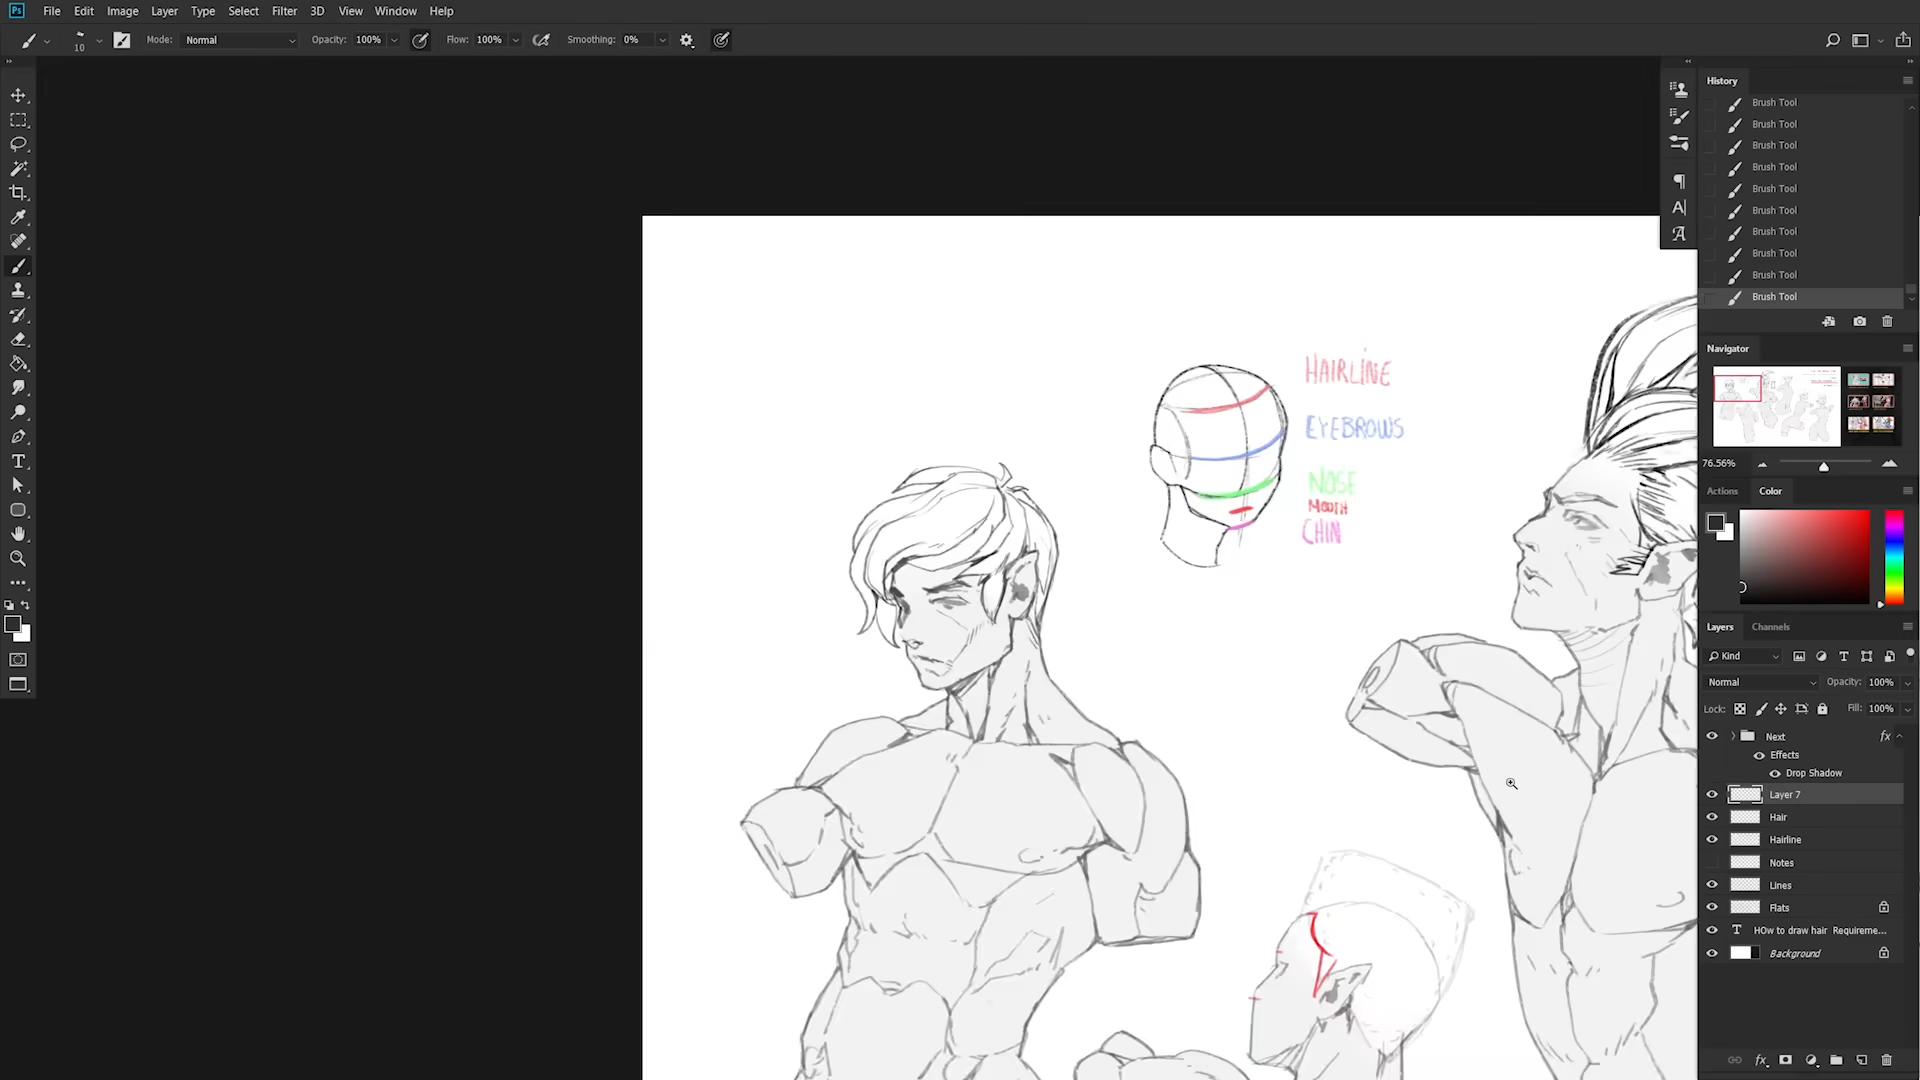 Ps File Edit Image Layer Type Select Filter 3D View Window Help
10 Mode: Normal Opacity: 100% Flow: 100% Smoothing: 0%
History
Brush Tool
Brush Tool
Brush Tool
Brush Tool
Brush Tool
Brush Tool
Brush Tool
Brush Tool
Brush Tool
Brush Tool
Navigator
76.56%
Actions Color
Layers Channels
Kind
Normal Opacity: 100%
Lock: Fill: 100%
Next fx
Effects
Drop Shadow
Layer 7
Hair
Hairline
Notes
Lines
Flats
HOw to draw hair Requireme...
Background
HAIRLINE
EYEBROWS
NOSE
MOUTH
CHIN